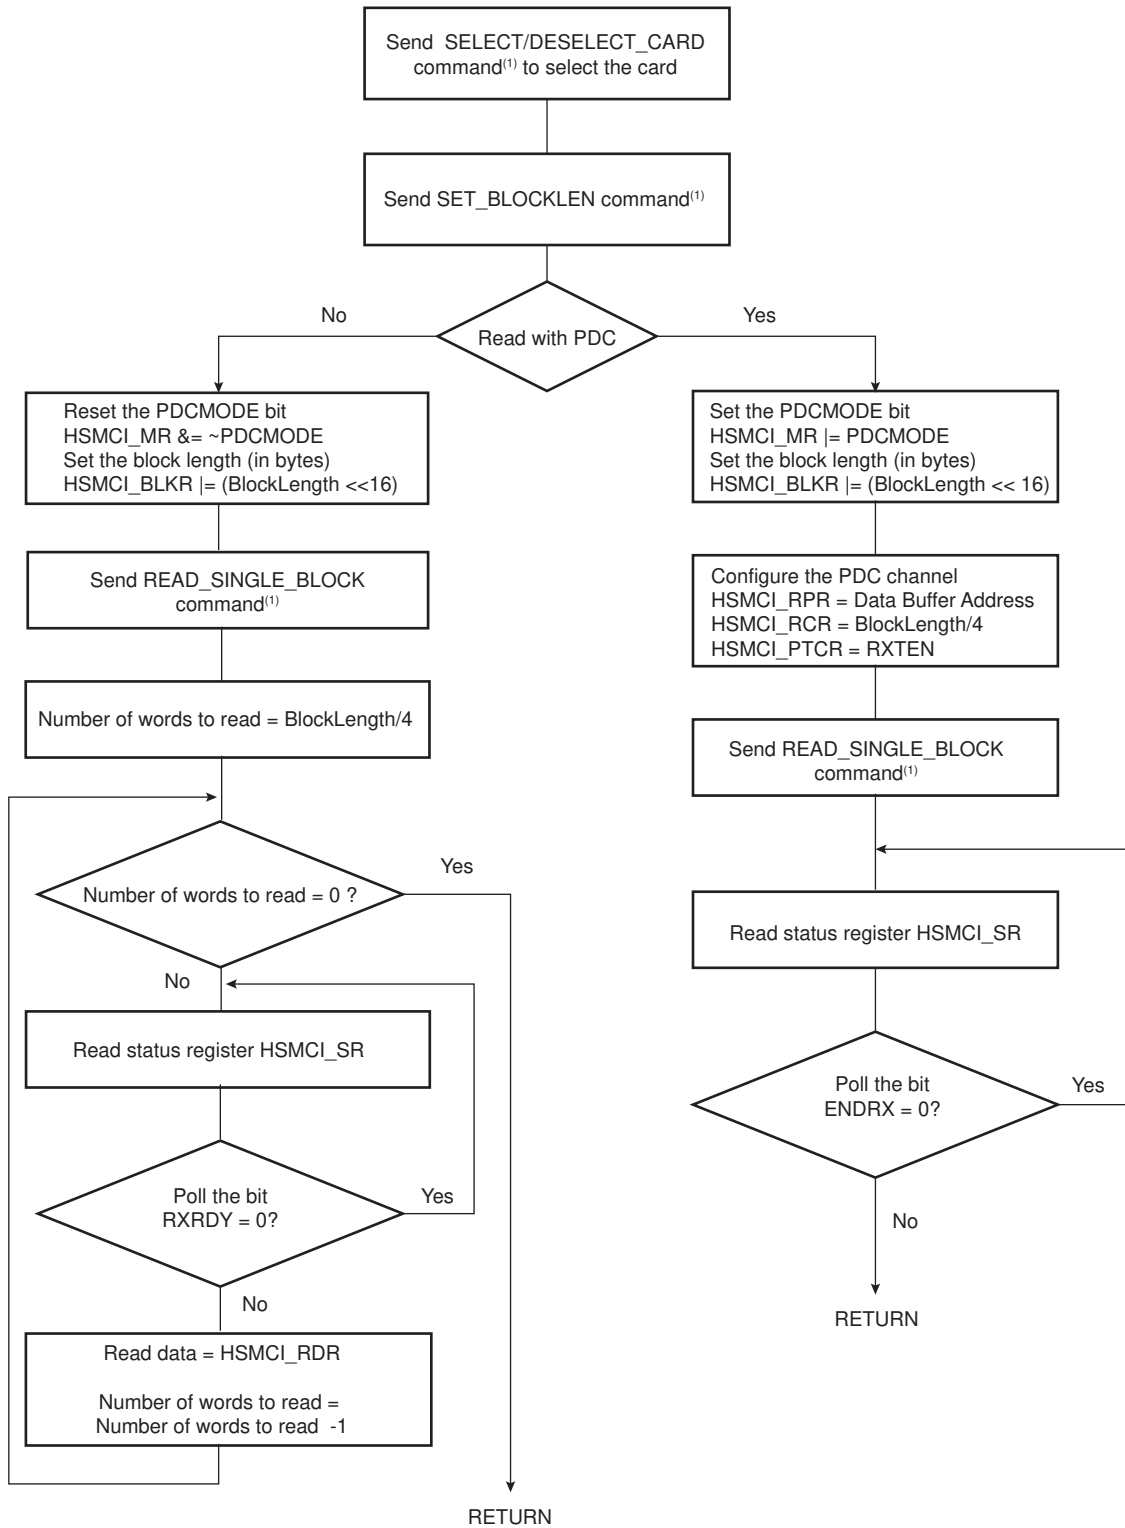 Send  SELECT/DESELECT_CARD
command(1) to select the card
Send SET_BLOCKLEN command(1)
Read with PDC
No
Yes
Reset the PDCMODE bit
HSMCI_MR &= ~PDCMODE
Set the block length (in bytes)
HSMCI_BLKR |= (BlockLength <<16)
Send READ_SINGLE_BLOCK
command(1)
Number of words to read = BlockLength/4
Number of words to read = 0 ?
Yes
No
Read status register HSMCI_SR
Poll the bit
RXRDY = 0?
Yes
No
Read data = HSMCI_RDR
Number of words to read =
Number of words to read  -1
RETURN
Set the PDCMODE bit
HSMCI_MR |= PDCMODE
Set the block length (in bytes)
HSMCI_BLKR |= (BlockLength << 16)
Configure the PDC channel
HSMCI_RPR = Data Buffer Address
HSMCI_RCR = BlockLength/4
HSMCI_PTCR = RXTEN
Send READ_SINGLE_BLOCK
command(1)
Read status register HSMCI_SR
Poll the bit
ENDRX = 0?
Yes
No
RETURN